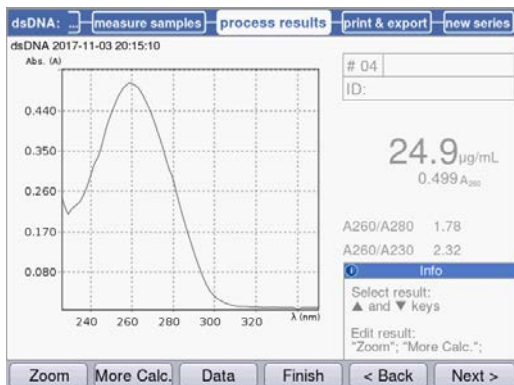 dsDNA: ... measure samples process results print & export new series
dsDNA 2017-11-03 20:15:10
Abs. (A)
0.440
0.350
0.260
0.170
0.080
240 260 280 300 320 λ (nm)
# 04
ID:
24.9 µg/mL
0.499 A260
A260/A280 1.78
A260/A230 2.32
Info
Select result:
▲ and ▼ keys
Edit result:
"Zoom"; "More Calc.";
Zoom More Calc. Data Finish < Back Next >